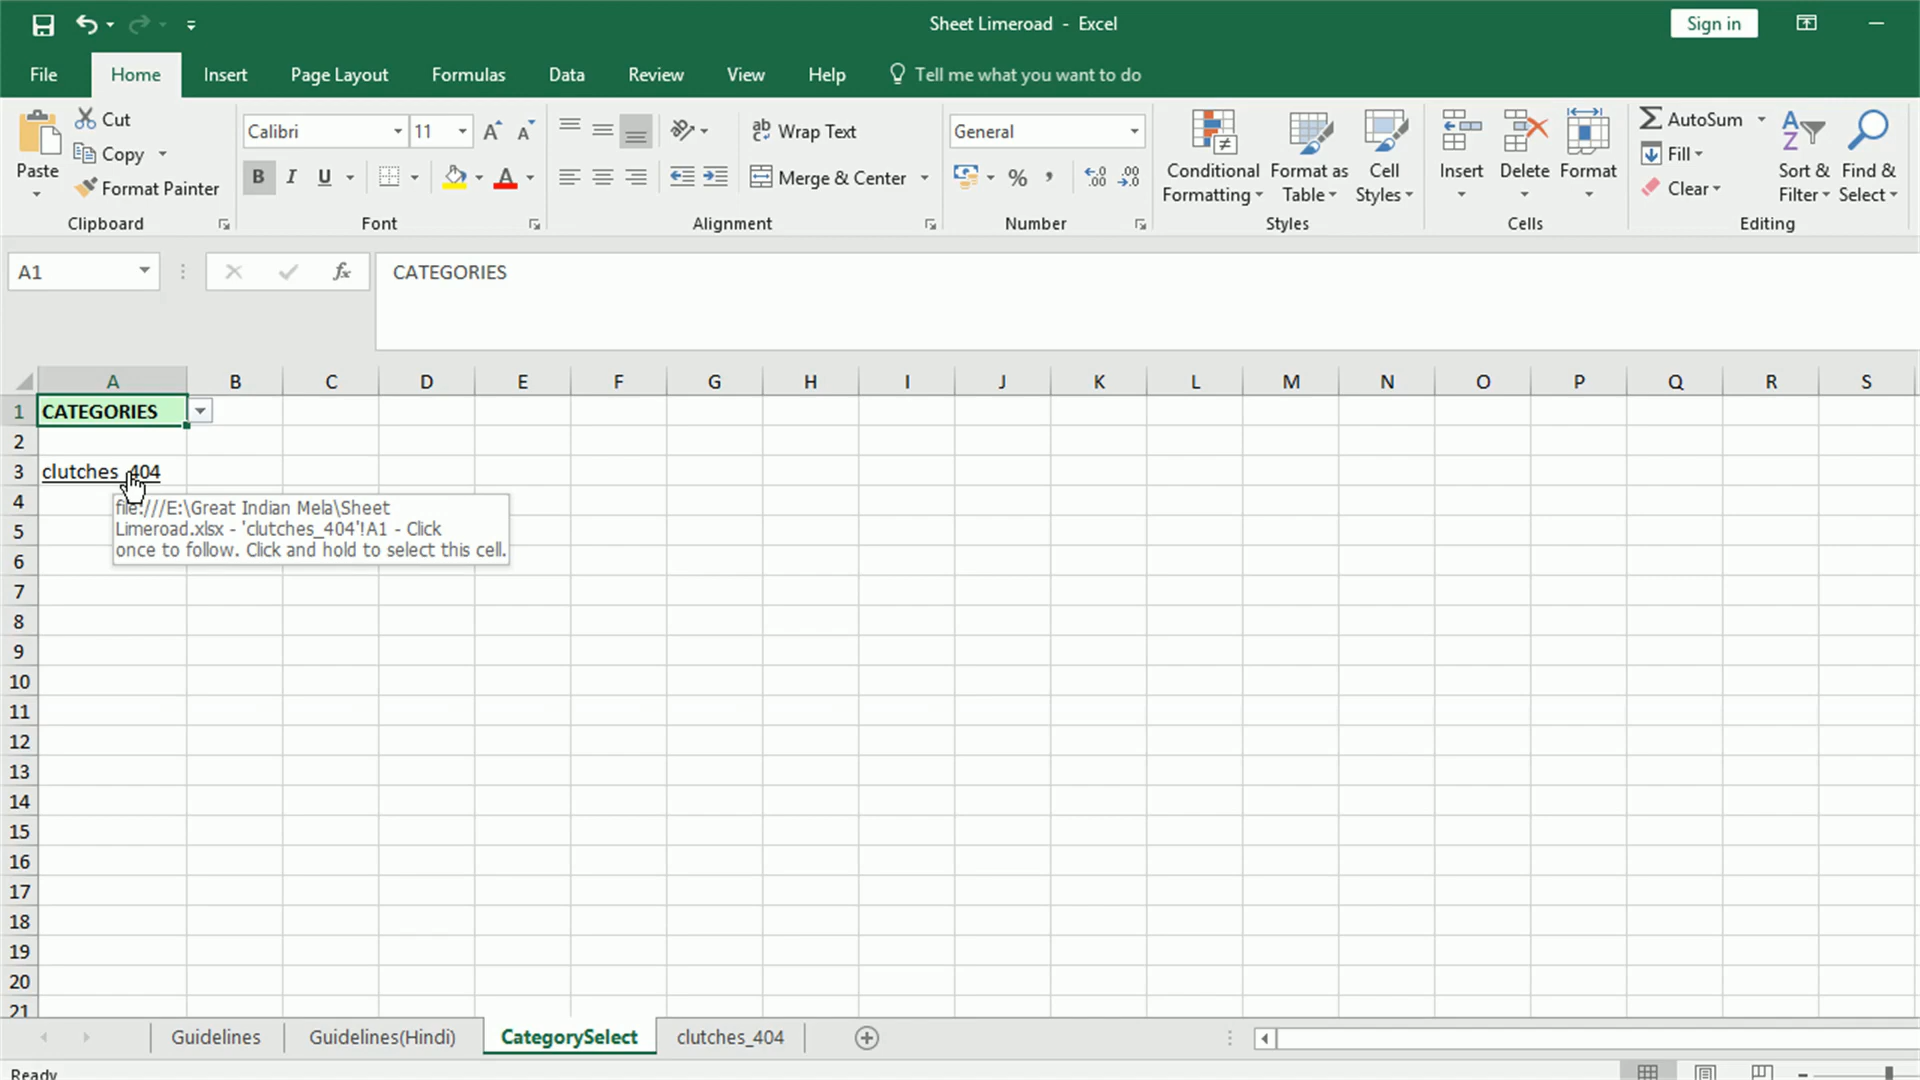 Sheet Limeroad - Excel
Sign in
File Home Insert Page Layout Formulas Data Review View Help Tell me what you want to do
Paste
Cut
Copy
Format Painter
Clipboard
Calibri 11
B I U
Font
ab Wrap Text
Merge & Center
Alignment
General
% ,
Number
Conditional Formatting
Format as Table
Cell Styles
Styles
Insert Delete Format
Cells
AutoSum
Fill
Clear
Sort & Filter
Find & Select
Editing
A1 fx CATEGORIES
A B C D E F G H I J K L M N O P Q R S
1 CATEGORIES
2
3 clutches_404
file:///E:\Great Indian Mela\Sheet
Limeroad.xlsx - 'clutches_404'!A1 - Click
once to follow. Click and hold to select this cell.
4
5
6
7
8
9
10
11
12
13
14
15
16
17
18
19
20
21
Guidelines Guidelines(Hindi) CategorySelect clutches_404
Ready